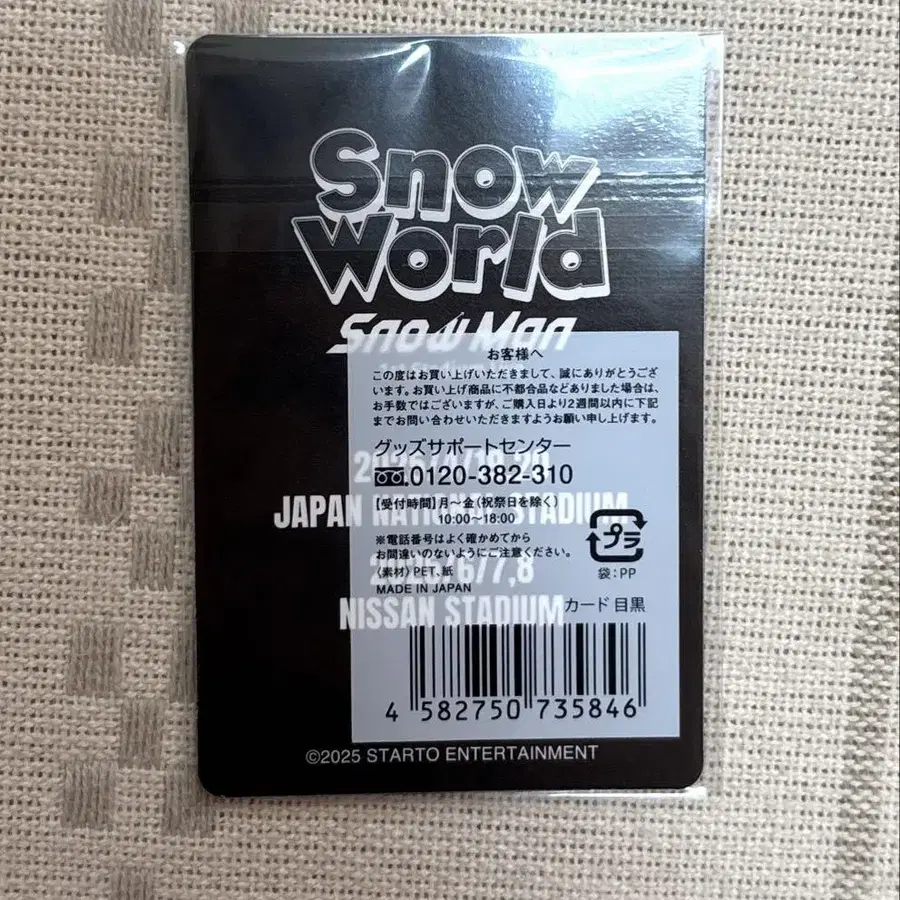 Snow
World
Snow Man
お客様へ
この度はお買い上げいただきまして、誠にありがとうござ
います。お買い上げ商品に不都合品などありました場合は、
お手数ではございますが、ご購入日より2週間以内に下記
までお問い合わせいただきますようお願い申し上げます。
グッズサポートセンター
0120-382-310
【受付時間】月〜金(祝祭日を除く)
10:00〜18:00
JAPAN NATIONAL STADIUM
※電話番号はよく確かめてから
お間違いのないようにご注意ください。
〈素材〉PET、紙
MADE IN JAPAN
プラ
袋:PP
6/7,8
NISSAN STADIUM
カード 目黒
4 582750 735846
©2025 STARTO ENTERTAINMENT